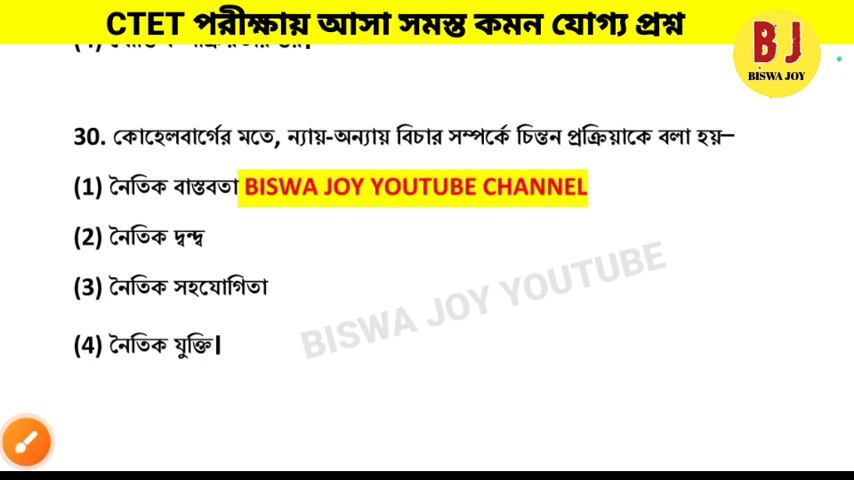 CTET পরীক্ষায় আসা সমস্ত কমন যোগ্য প্রশ্ন
BJ
BISWA JOY
30. কোহেলবার্গের মতে, ন্যায়-অন্যায় বিচার সম্পর্কে চিন্তন প্রক্রিয়াকে বলা হয়–
(1) নৈতিক বাস্তবতা BISWA JOY YOUTUBE CHANNEL
(2) নৈতিক দ্বন্দ্ব
(3) নৈতিক সহযোগিতা
BISWA JOY YOUTUBE
(4) নৈতিক যুক্তি।